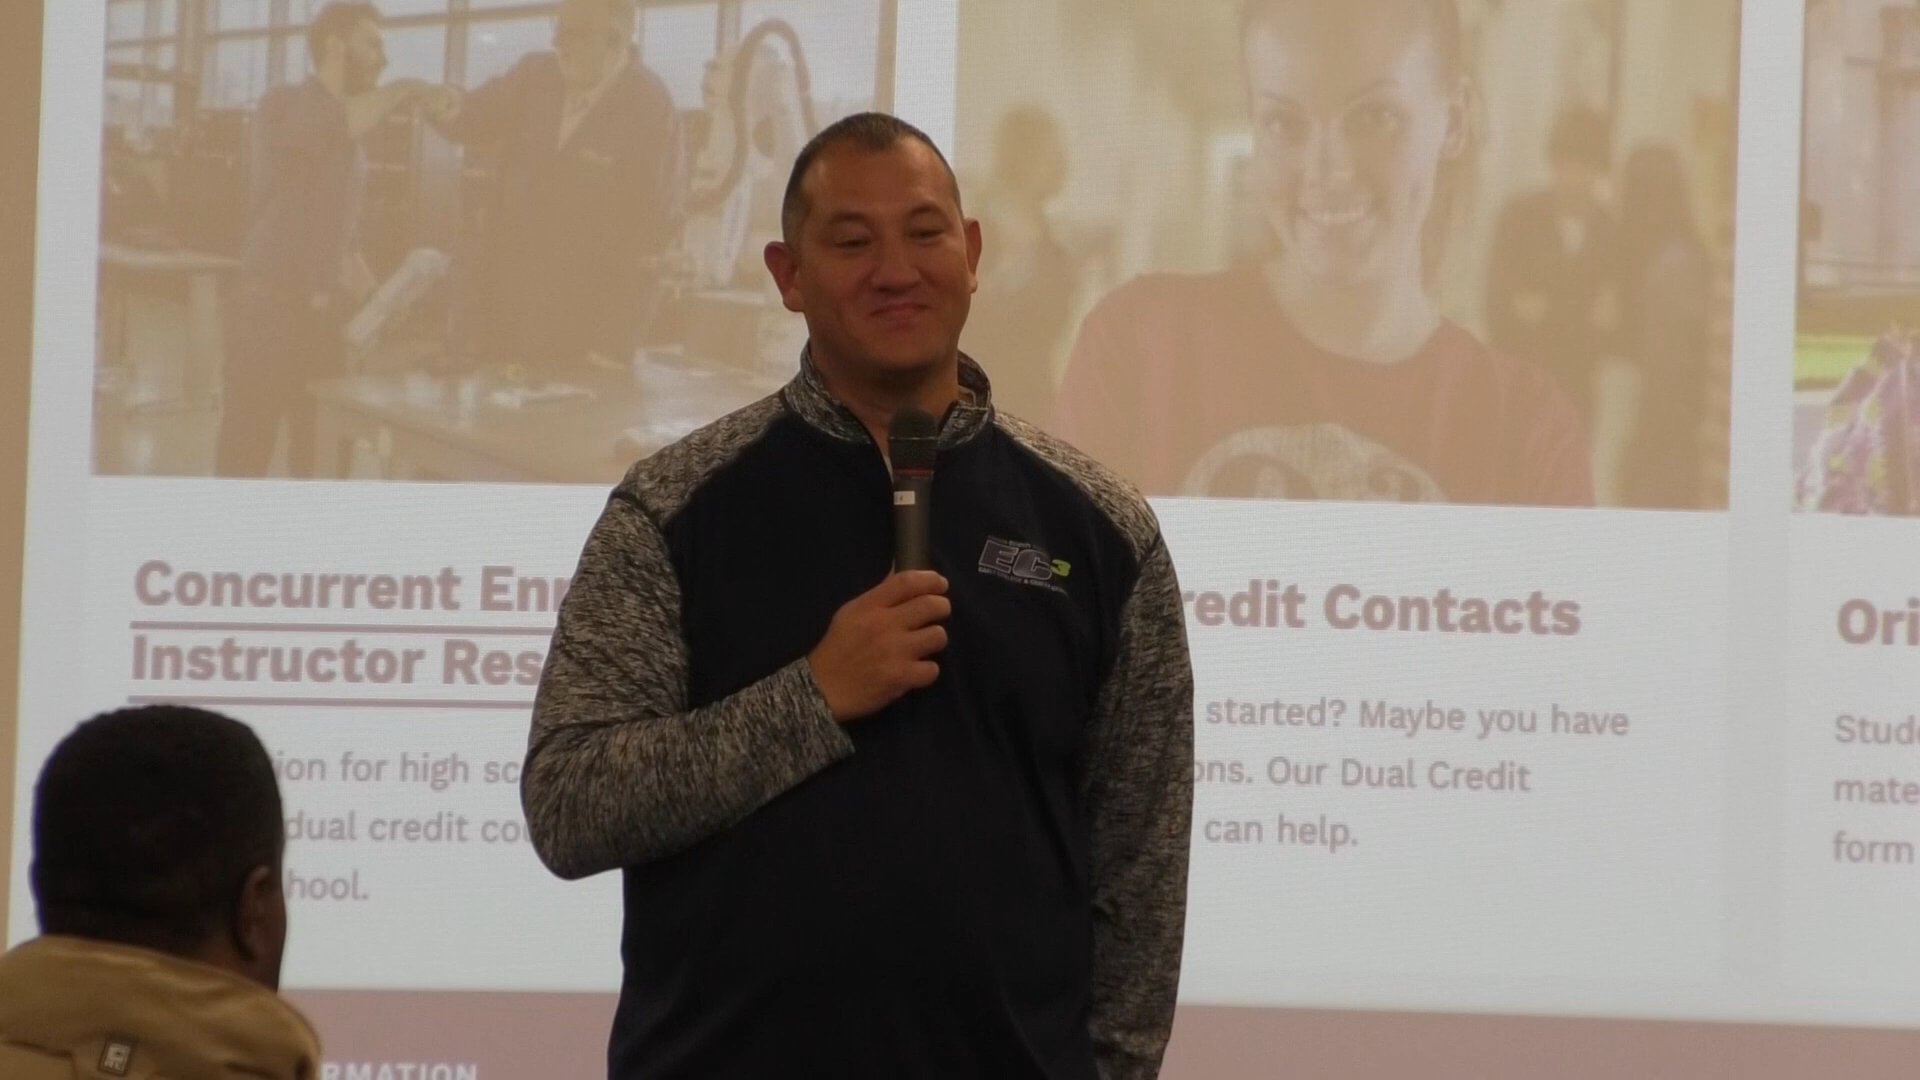 Concurrent En
Instructor Res
ion for high sc
dual credit co
hool.
redit Contacts
started? Maybe you have
ons. Our Dual Credit
can help.
Ori
Stud
mate
form
RMATION
EC3